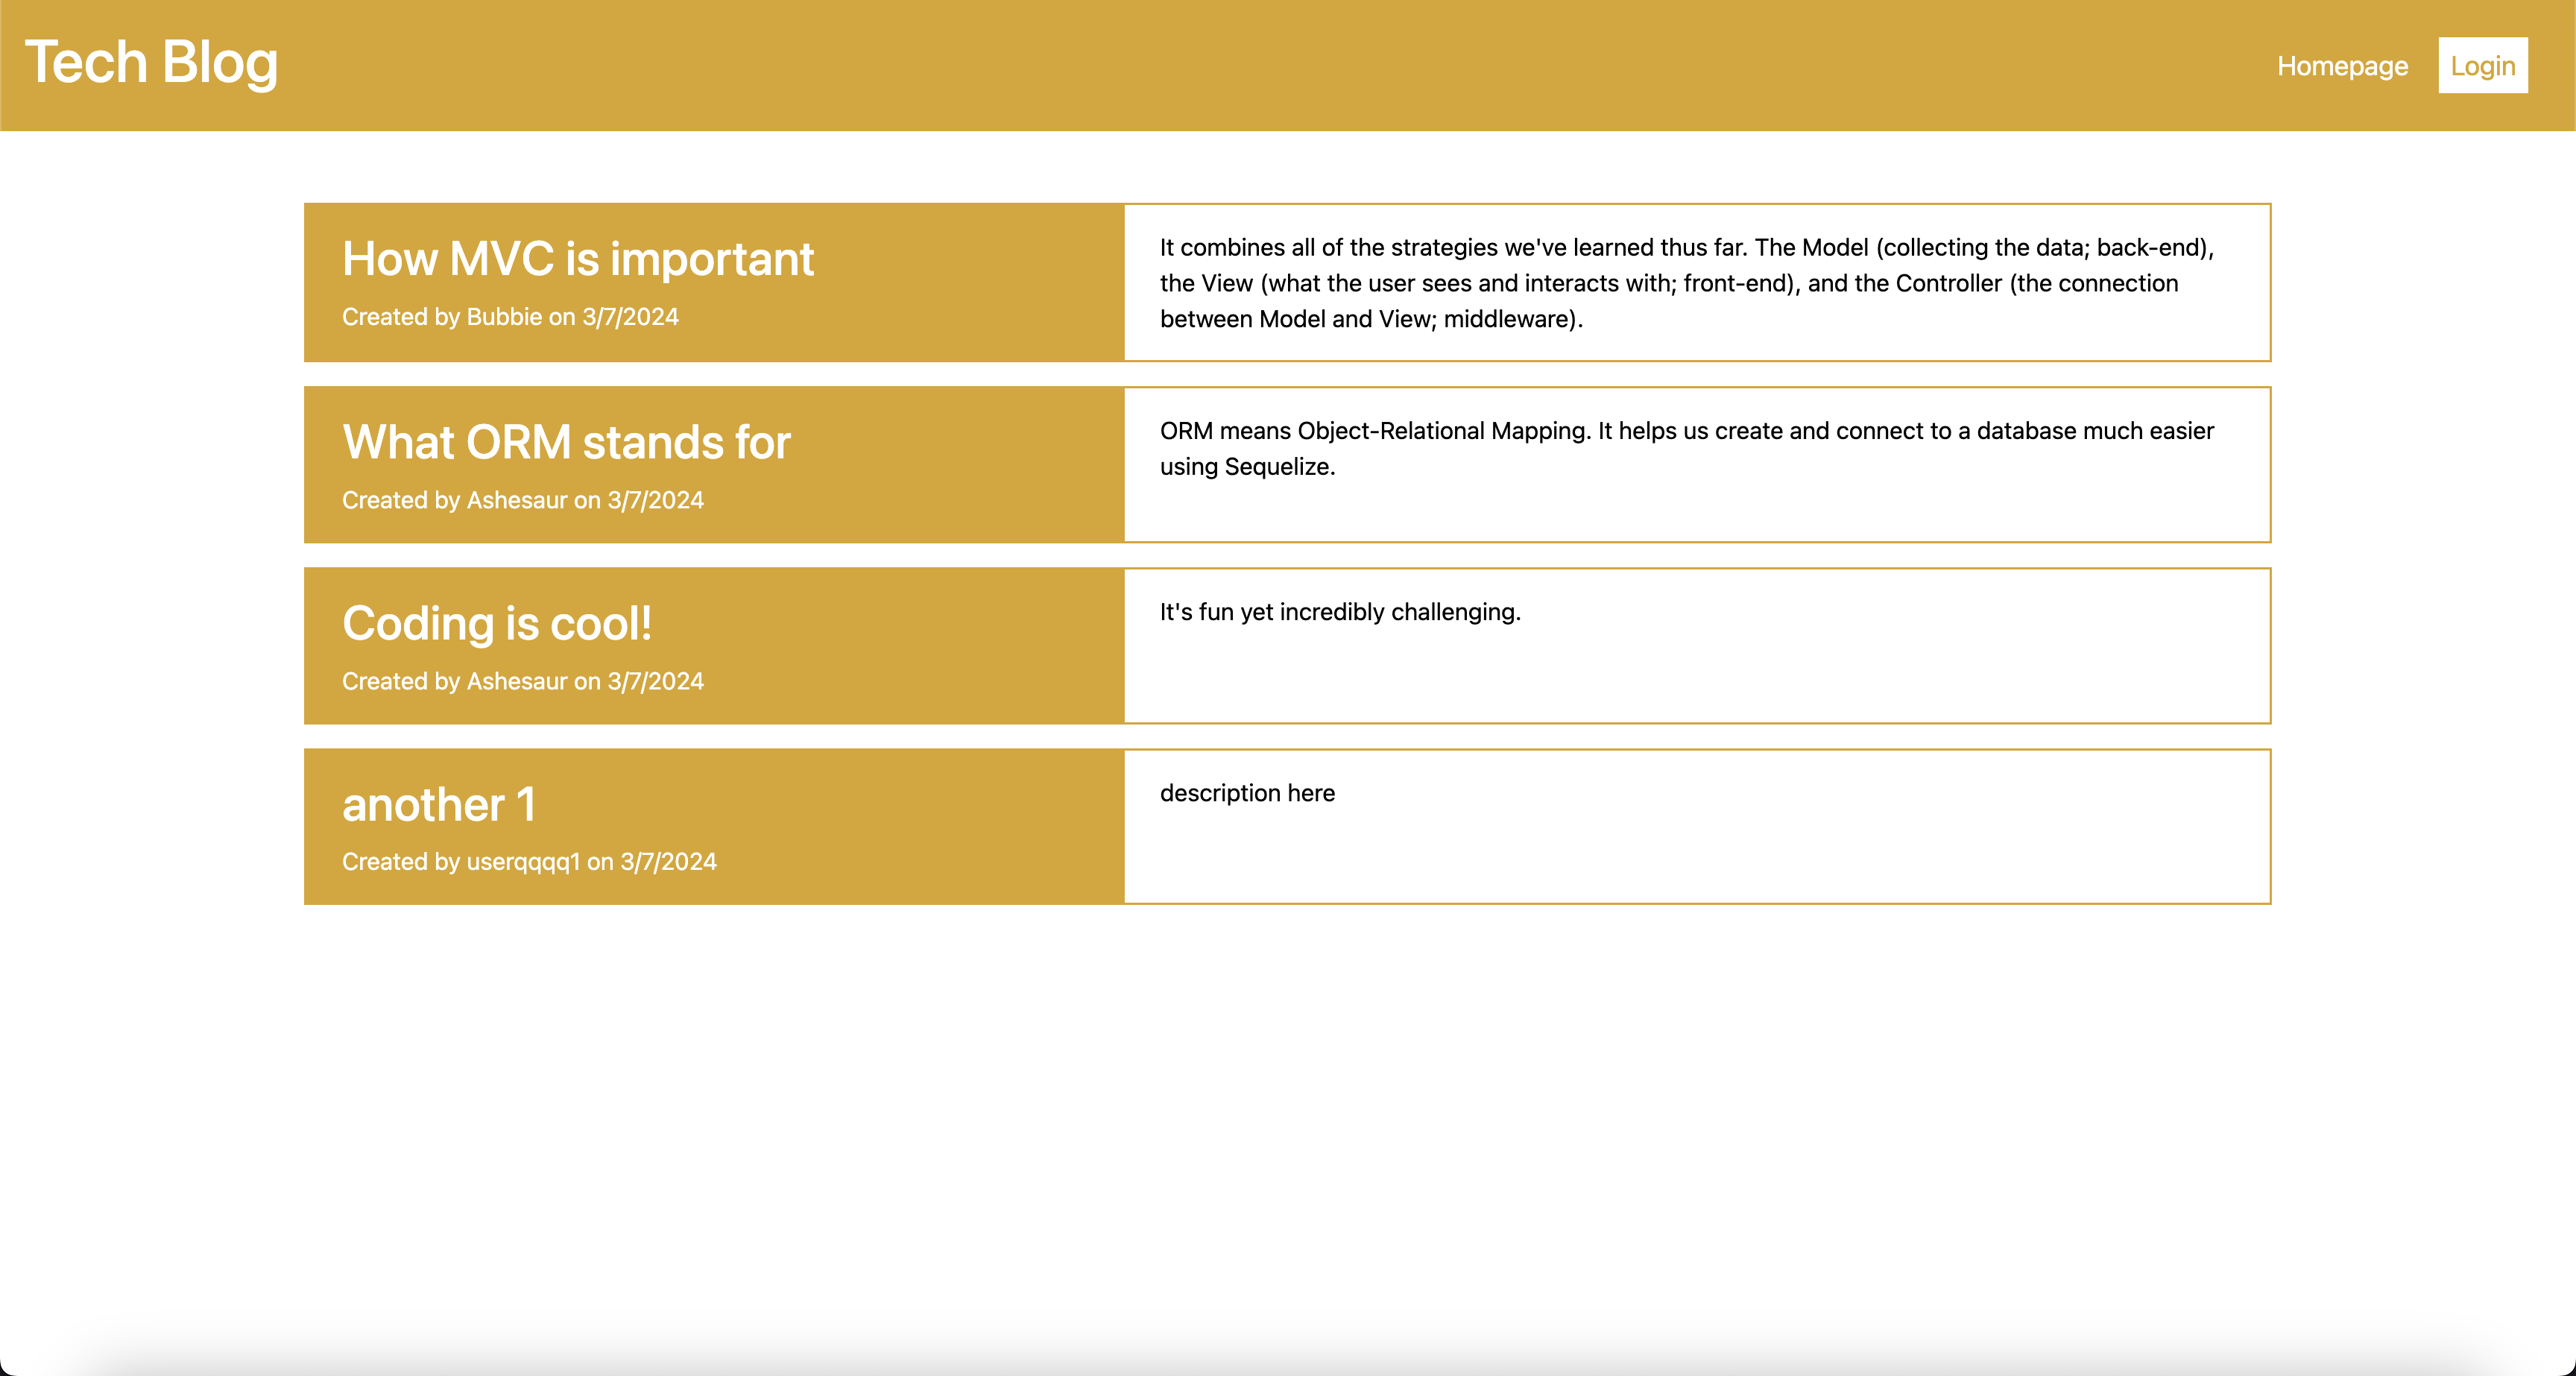 Tech Blog
Homepage
Login
How MVC is important
Created by Bubbie on 3/7/2024
It combines all of the strategies we've learned thus far. The Model (collecting the data; back-end),
the View (what the user sees and interacts with; front-end), and the Controller (the connection
between Model and View; middleware).
What ORM stands for
Created by Ashesaur on 3/7/2024
ORM means Object-Relational Mapping. It helps us create and connect to a database much easier
using Sequelize.
Coding is cool!
Created by Ashesaur on 3/7/2024
It's fun yet incredibly challenging.
another 1
Created by userqqqq1 on 3/7/2024
description here